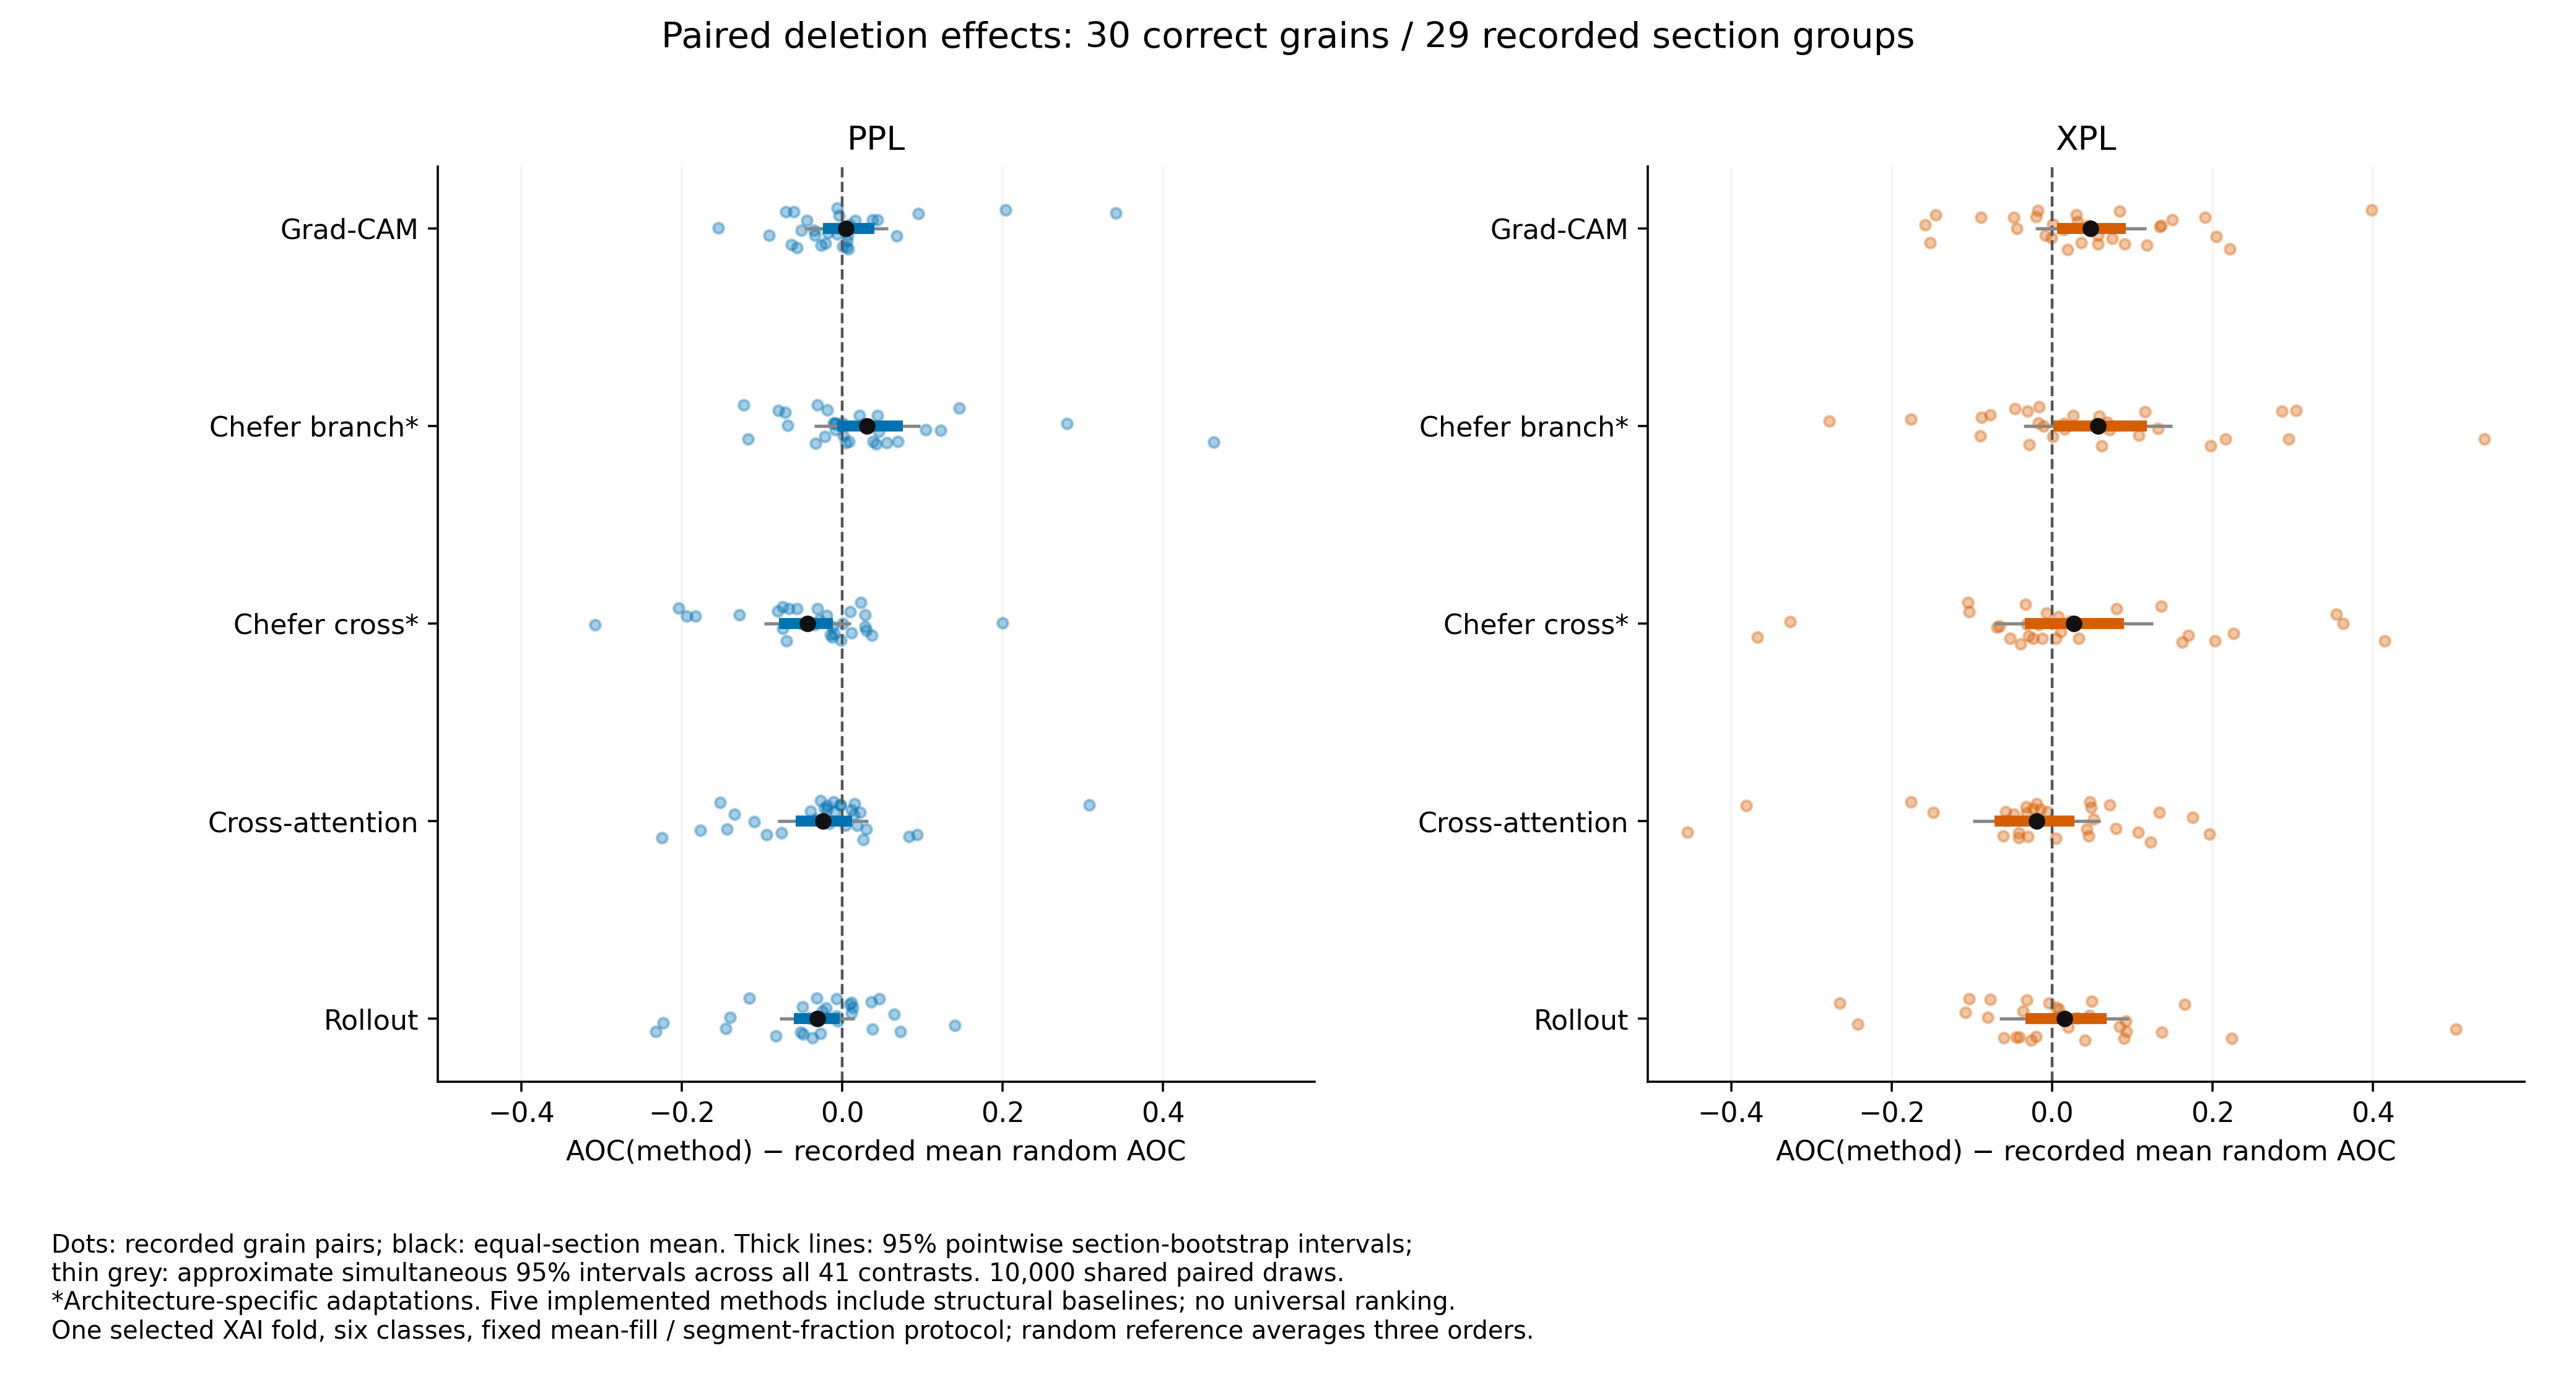 Paired deletion effects: 30 correct grains / 29 recorded section groups
PPL
Grad-CAM
Chefer branch*
Chefer cross*
Cross-attention
Rollout
−0.4 −0.2 0.0 0.2 0.4
AOC(method) − recorded mean random AOC
XPL
Grad-CAM
Chefer branch*
Chefer cross*
Cross-attention
Rollout
−0.4 −0.2 0.0 0.2 0.4
AOC(method) − recorded mean random AOC
Dots: recorded grain pairs; black: equal-section mean. Thick lines: 95% pointwise section-bootstrap intervals;
thin grey: approximate simultaneous 95% intervals across all 41 contrasts. 10,000 shared paired draws.
*Architecture-specific adaptations. Five implemented methods include structural baselines; no universal ranking.
One selected XAI fold, six classes, fixed mean-fill / segment-fraction protocol; random reference averages three orders.